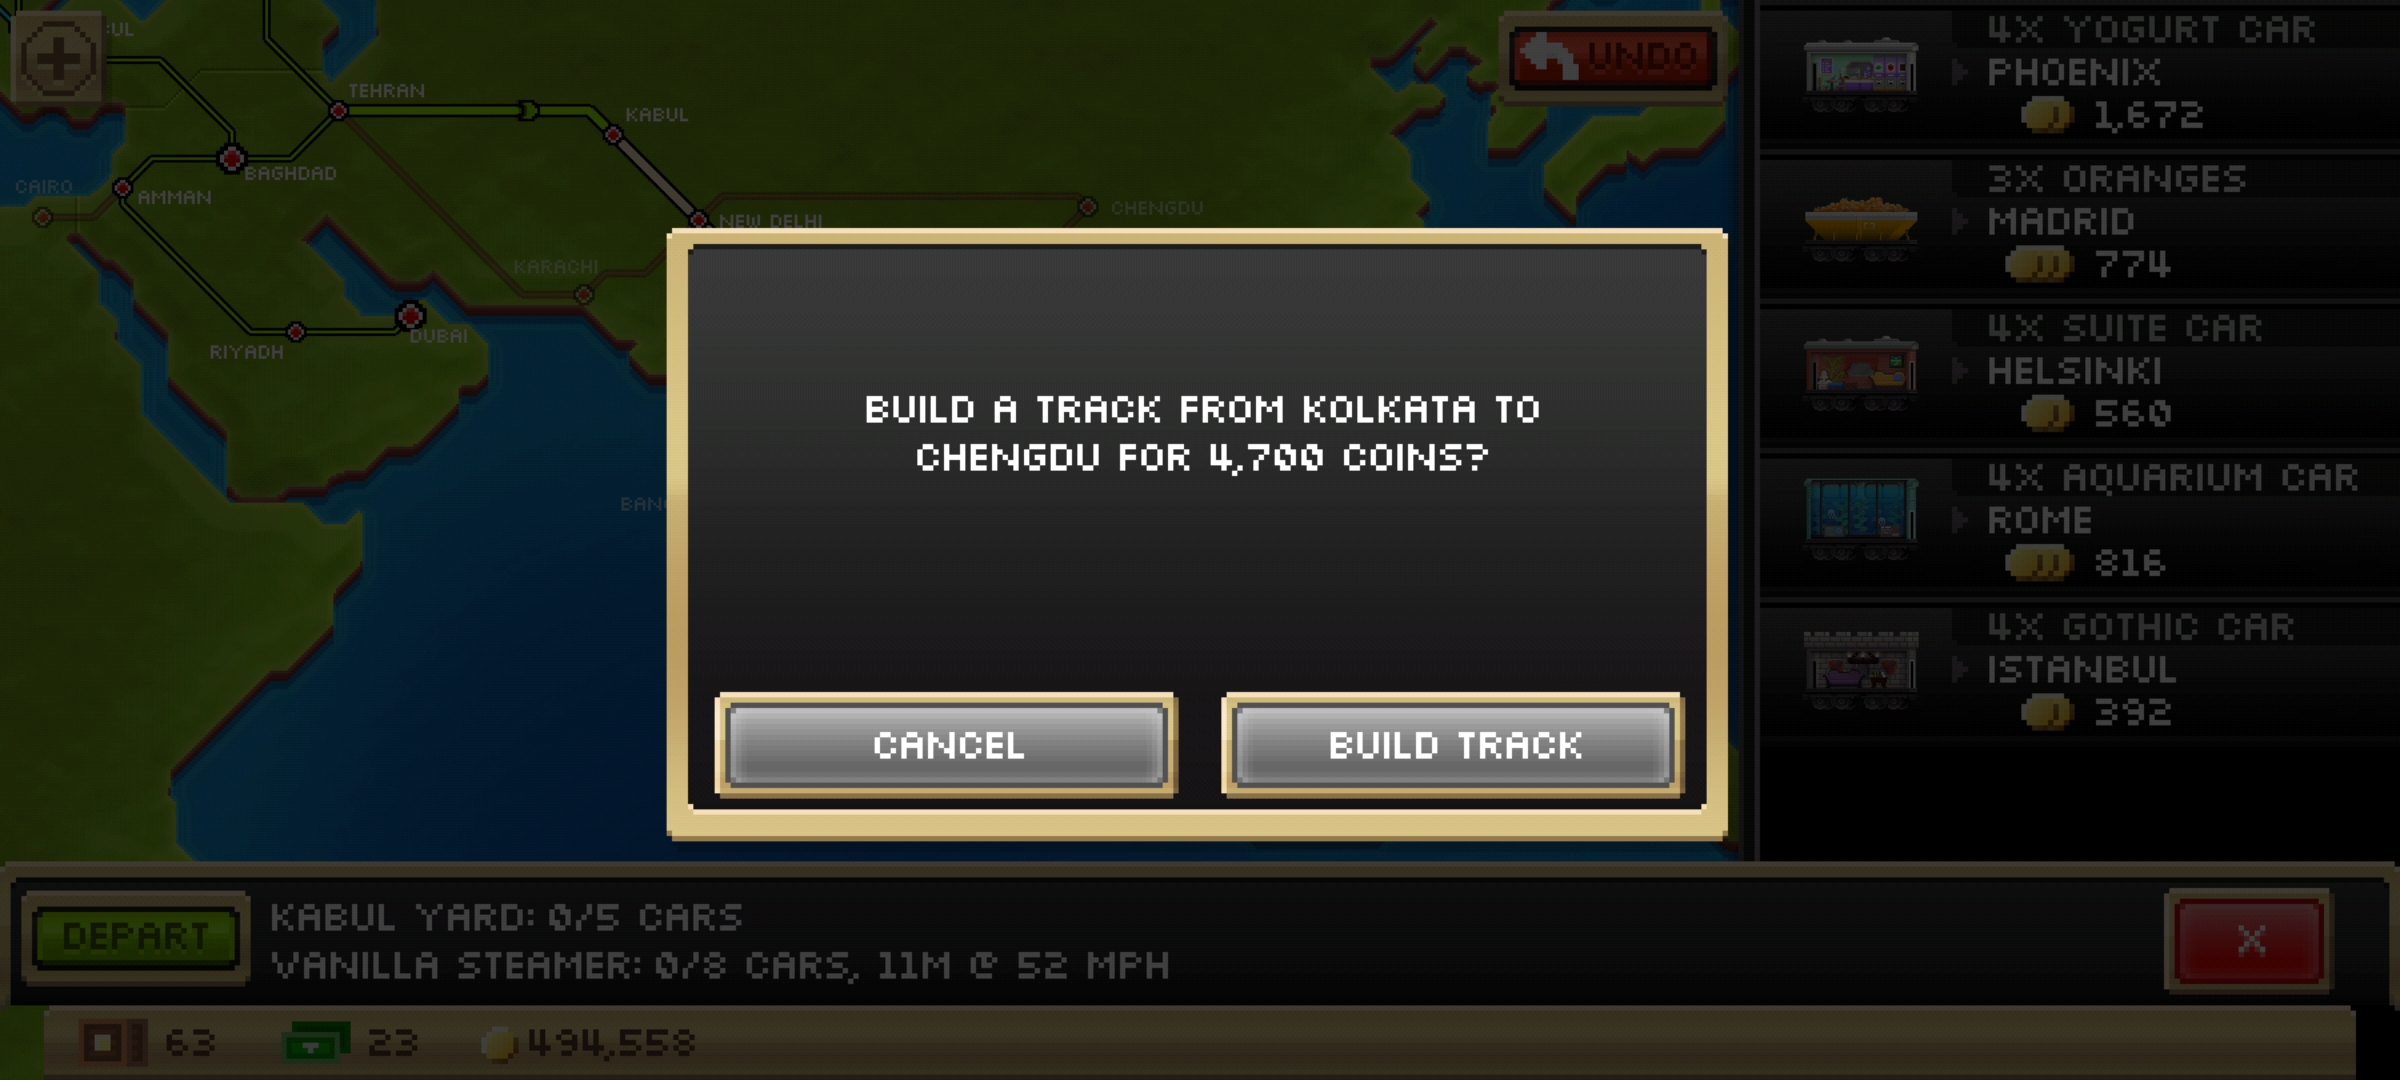 UL
UNDO
TEHRAN
KABUL
BAGHDAD
CAIRO
AMMAN
NEW DELHI
CHENGDU
KARACHI
DUBAI
RIYADH
BANG
BUILD A TRACK FROM KOLKATA TO
CHENGDU FOR 4,700 COINS?
CANCEL
BUILD TRACK
4X YOGURT CAR
PHOENIX
1,672
3X ORANGES
MADRID
774
4X SUITE CAR
HELSINKI
560
4X AQUARIUM CAR
ROME
816
4X GOTHIC CAR
ISTANBUL
392
DEPART
KABUL YARD: 0/5 CARS
VANILLA STEAMER: 0/8 CARS, 11M @ 52 MPH
X
63
23
494,558